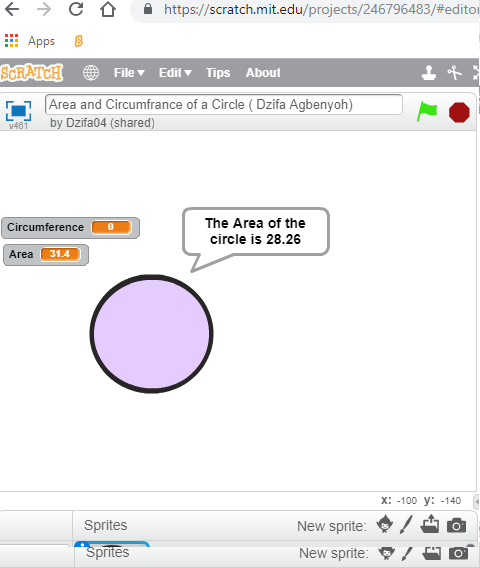 https://scratch.mit.edu/projects/246796483/#editor
Apps
SCRATCH File Edit Tips About
Area and Circumfrance of a Circle ( Dzifa Agbenyoh)
v461 by Dzifa04 (shared)
The Area of the
circle is 28.26
Circumference 0
Area 31.4
x: -100 y: -140
Sprites New sprite:
Sprites New sprite: